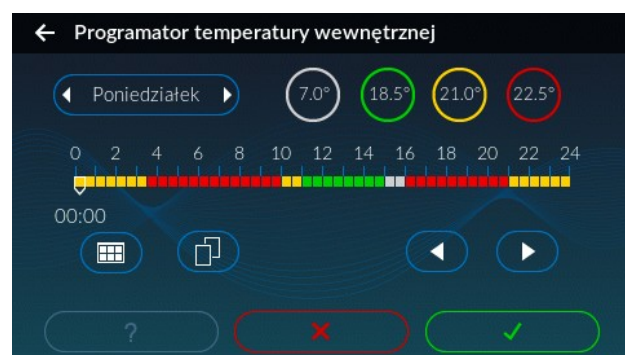 Programator temperatury wewnętrznej
Poniedziałek
7.0° 18.5° 21.0° 22.5°
0 2 4 6 8 10 12 14 16 18 20 22 24
00:00
?